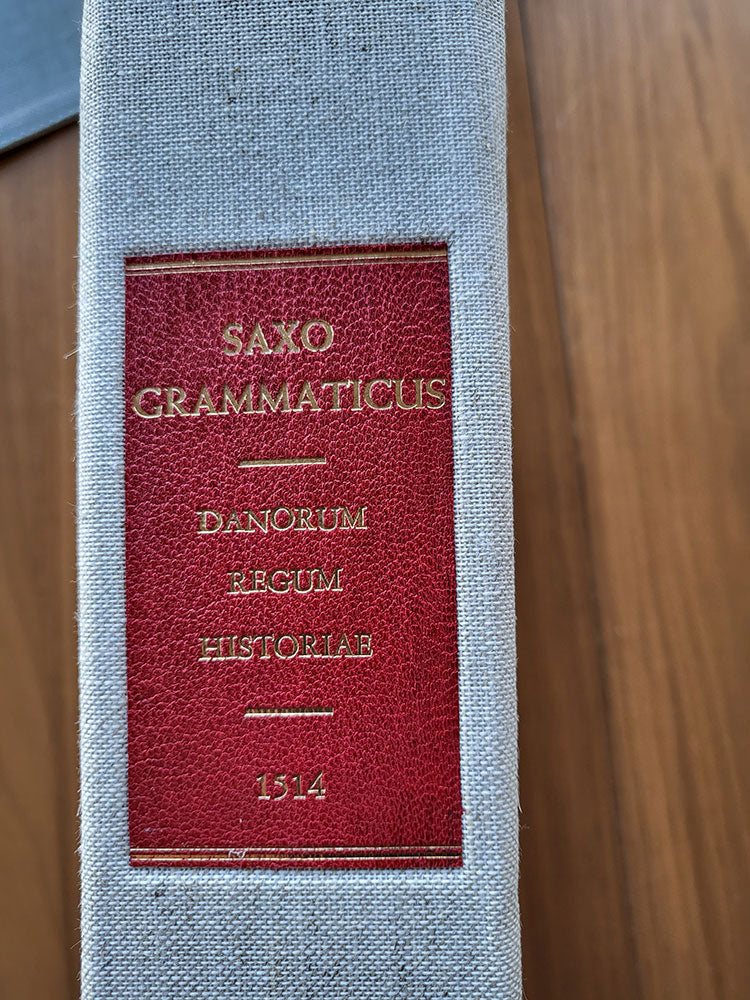 SAXO
GRAMMATICUS
DANORUM
REGUM
HISTORIAE
1514